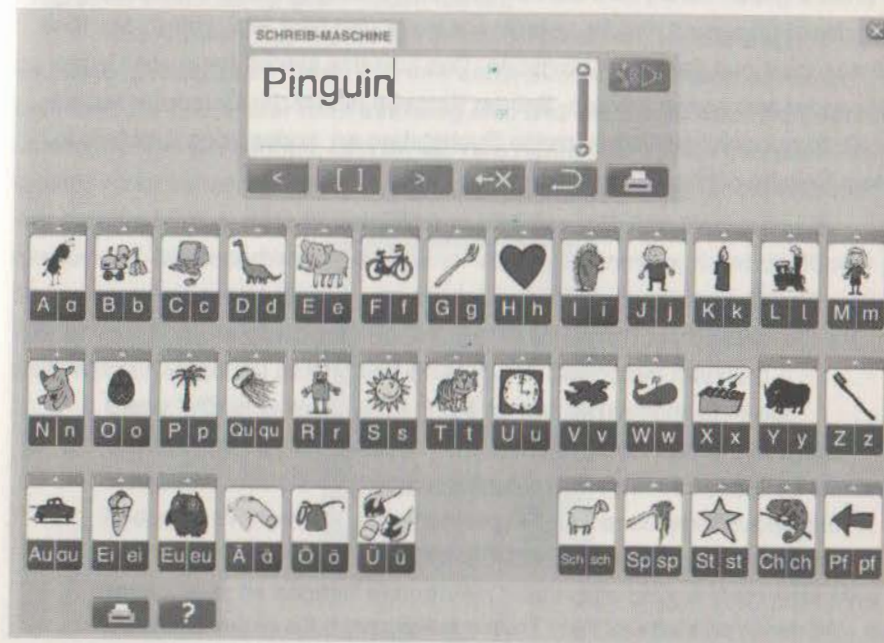 SCHREIB-MASCHINE
Pinguin
< [ ] > ←X
A a B b C c D d E e F f G g H h I i J j K k L l M m
N n O o P p Qu qu R r S s T t U u V v W w X x Y y Z z
Au au Ei ei Eu eu Ä ä Ö ö Ü ü Sch sch Sp sp St st Ch ch Pf pf
?